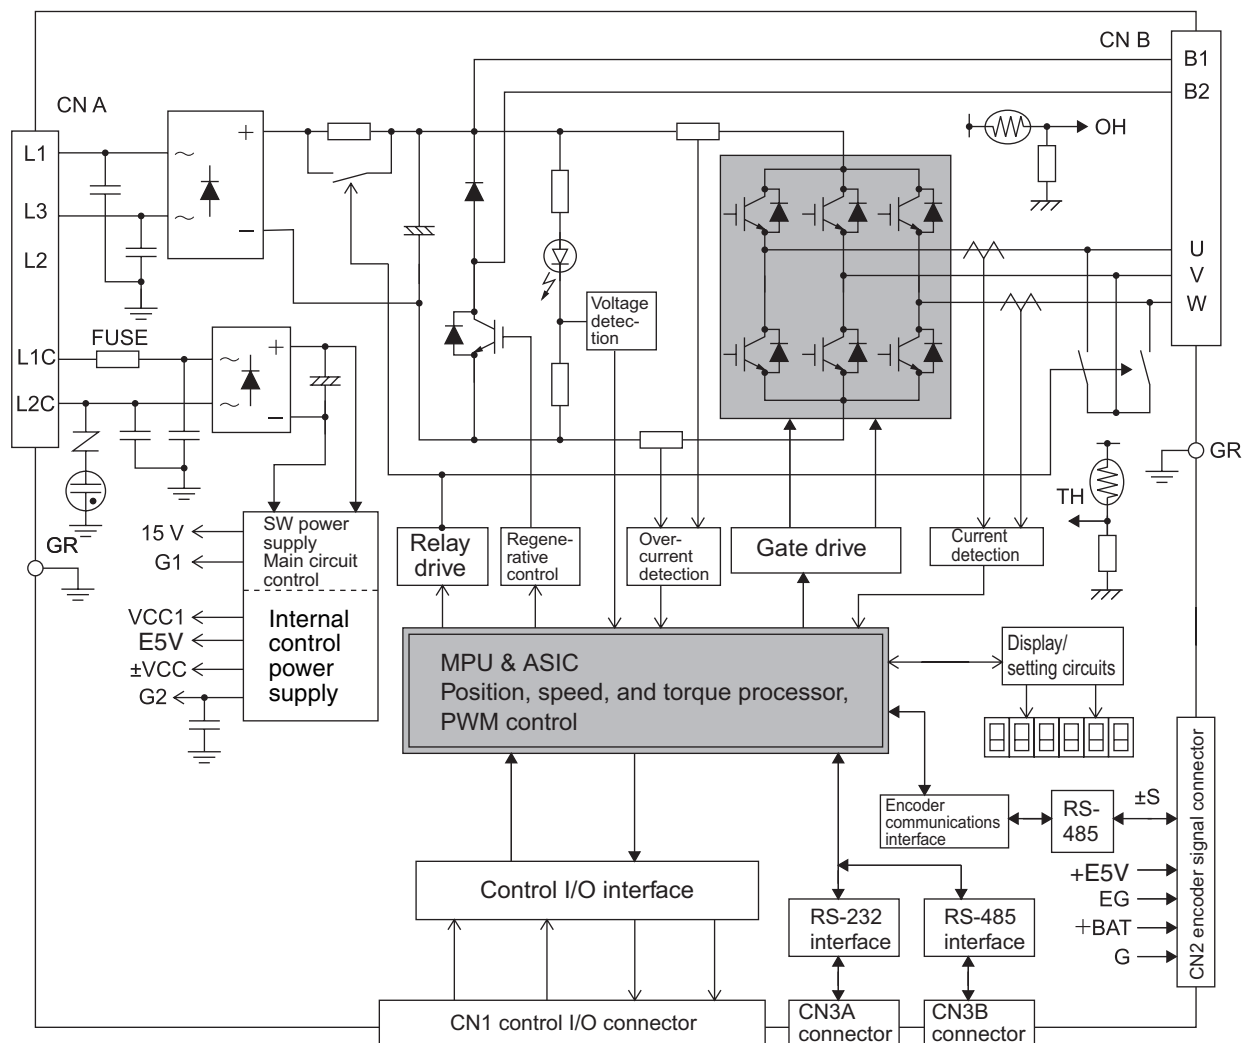 CN B
B1
B2
CN A
OH
L1
L3
L2
U
V
W
Voltage
detec-
tion
FUSE
L1C
L2C
GR
TH
15 V
G1
GR
SW power
supply
Main circuit
control
Relay
drive
Regene-
rative
control
Over-
current
detection
Gate drive
Current
detection
VCC1
E5V
±VCC
G2
Internal
control
power
supply
MPU & ASIC
Position, speed, and torque processor,
PWM control
Display/
setting circuits
Encoder
communications
interface
RS-
485
±S
CN2 encoder signal connector
+E5V
EG
+BAT
G
Control I/O interface
RS-232
interface
RS-485
interface
CN1 control I/O connector
CN3A
connector
CN3B
connector